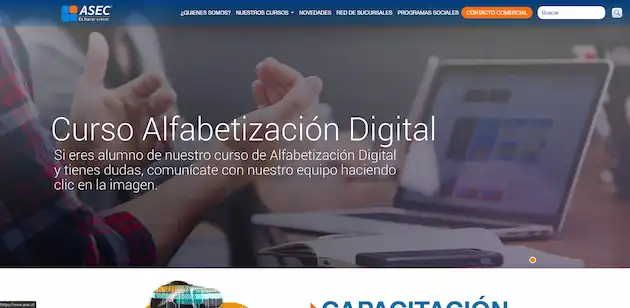 ASEC
Es hacer crecer
¿QUIENES SOMOS? NUESTROS CURSOS NOVEDADES RED DE SUCURSALES PROGRAMAS SOCIALES CONTACTO COMERCIAL Buscar
Curso Alfabetización Digital
Si eres alumno de nuestro curso de Alfabetización Digital
y tienes dudas, comunícate con nuestro equipo haciendo
clic en la imagen.
https://www.asec.cl
CAPACITACIÓN